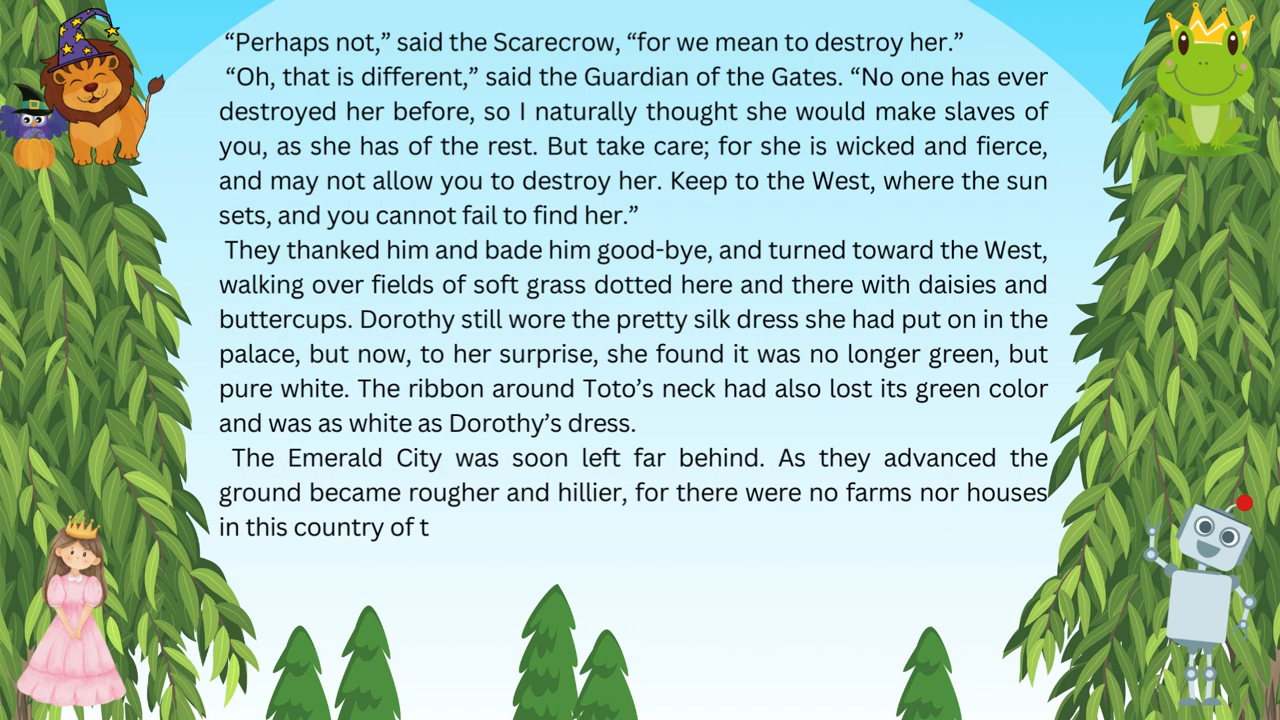 “Perhaps not,” said the Scarecrow, “for we mean to destroy her.”
“Oh, that is different,” said the Guardian of the Gates. “No one has ever
destroyed her before, so I naturally thought she would make slaves of
you, as she has of the rest. But take care; for she is wicked and fierce,
and may not allow you to destroy her. Keep to the West, where the sun
sets, and you cannot fail to find her.”
They thanked him and bade him good-bye, and turned toward the West,
walking over fields of soft grass dotted here and there with daisies and
buttercups. Dorothy still wore the pretty silk dress she had put on in the
palace, but now, to her surprise, she found it was no longer green, but
pure white. The ribbon around Toto’s neck had also lost its green color
and was as white as Dorothy’s dress.
The Emerald City was soon left far behind. As they advanced the
ground became rougher and hillier, for there were no farms nor houses
in this country of t